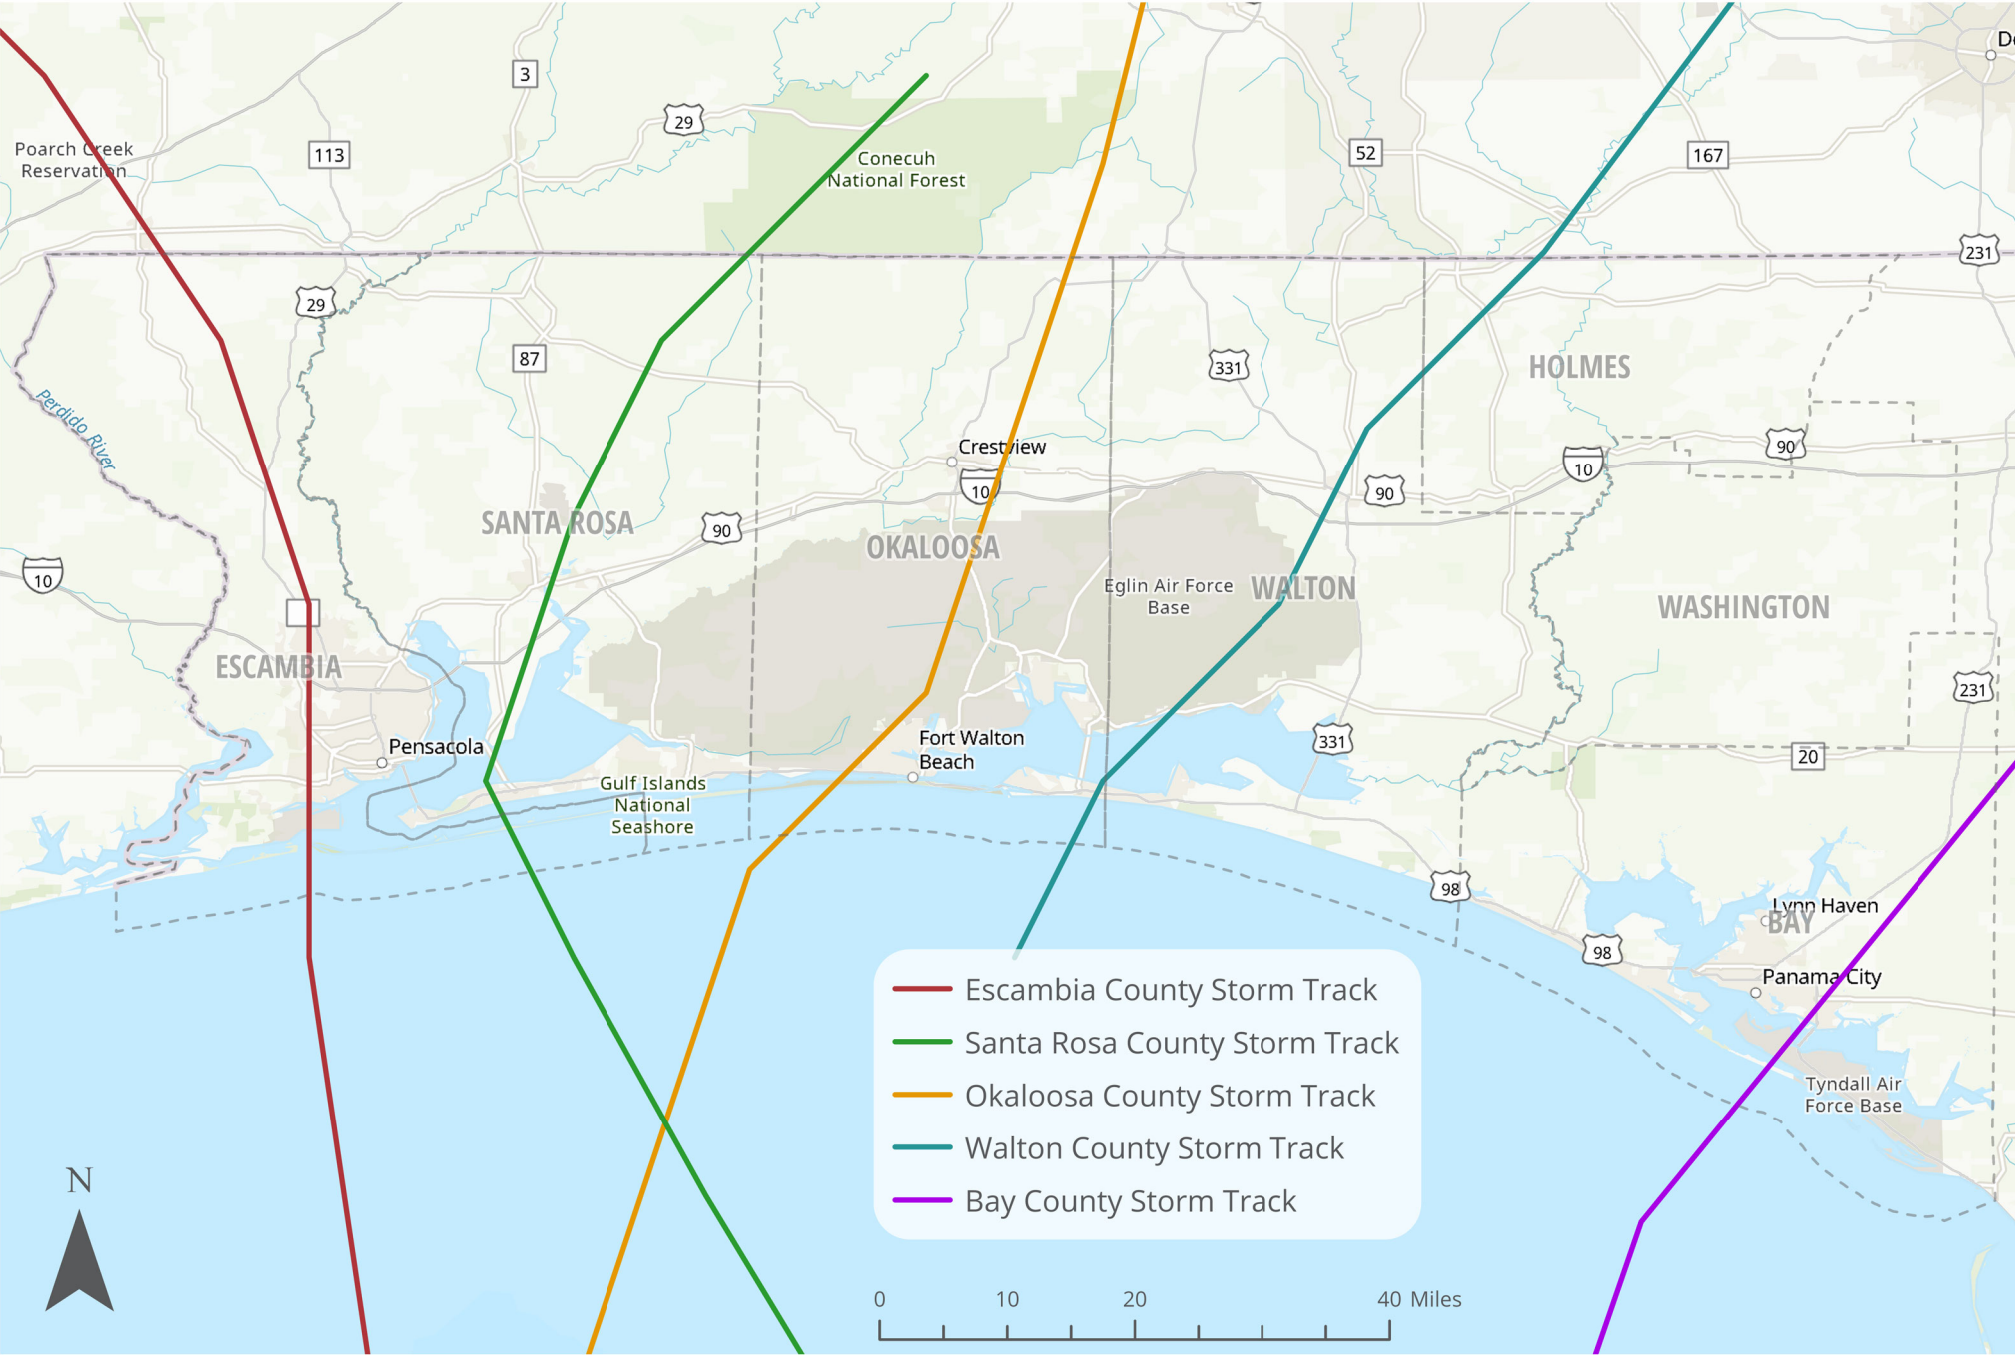 De
3
29
113
52
167
Poarch Creek
Reservation
Conecuh
National Forest
231
29
87
331
HOLMES
Perdido River
Crestview
90
10
10
90
90
SANTA ROSA
OKALOOSA
10
Eglin Air Force
Base
WALTON
WASHINGTON
ESCAMBIA
231
Pensacola
Fort Walton
Beach
331
20
Gulf Islands
National
Seashore
98
Lynn Haven
BAY
98
Panama City
Tyndall Air
Force Base
Escambia County Storm Track
Santa Rosa County Storm Track
Okaloosa County Storm Track
Walton County Storm Track
Bay County Storm Track
N
0 10 20 40 Miles